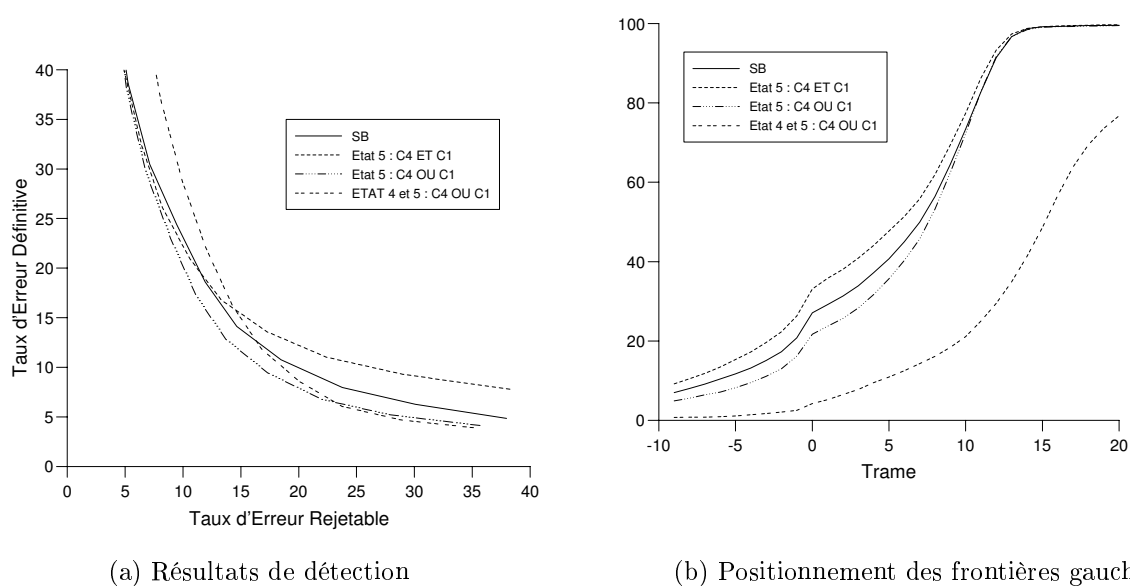 40
35
30
25
20
15
10
5
0
Taux d'Erreur Définitive
0 5 10 15 20 25 30 35 40
Taux d'Erreur Rejetable
SB
Etat 5 : C4 ET C1
Etat 5 : C4 OU C1
ETAT 4 et 5 : C4 OU C1
(a) Résultats de détection
100
80
60
40
20
0
-10 -5 0 5 10 15 20
Trame
SB
Etat 5 : C4 ET C1
Etat 5 : C4 OU C1
Etat 4 et 5 : C4 OU C1
(b) Positionnement des frontières